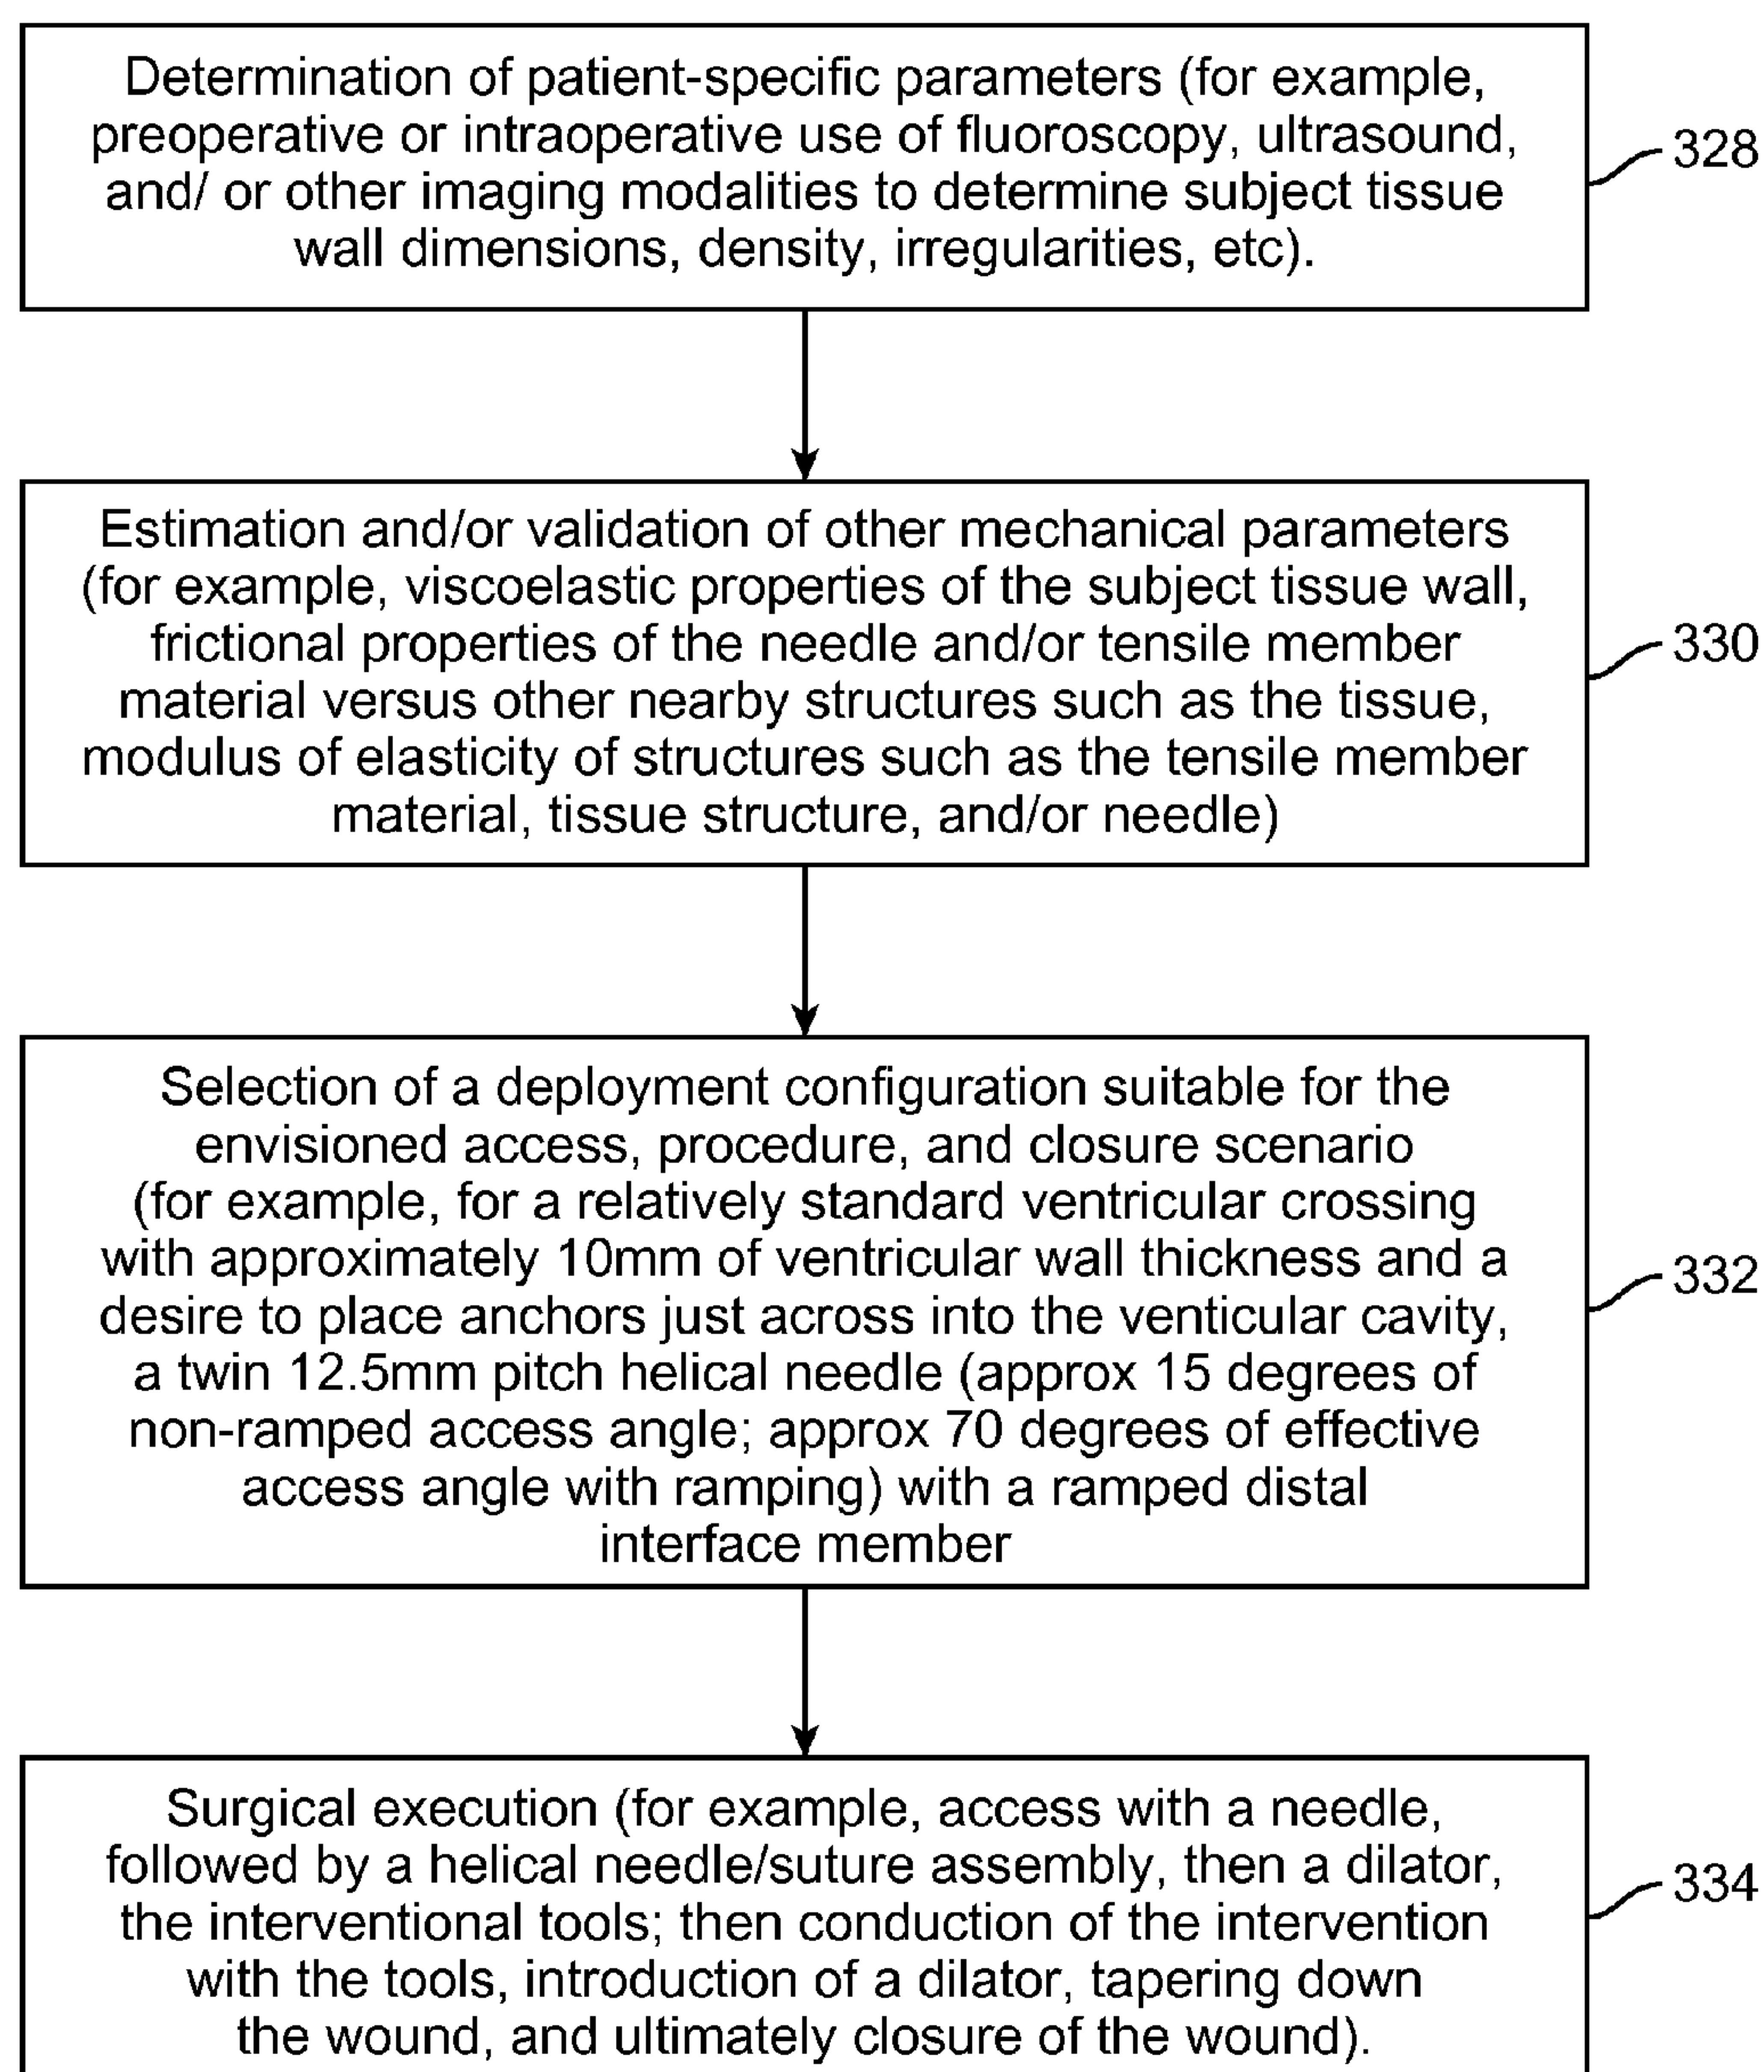 Determination of patient-specific parameters (for example,
preoperative or intraoperative use of fluoroscopy, ultrasound,
and/ or other imaging modalities to determine subject tissue
wall dimensions, density, irregularities, etc).
328
Estimation and/or validation of other mechanical parameters
(for example, viscoelastic properties of the subject tissue wall,
frictional properties of the needle and/or tensile member
material versus other nearby structures such as the tissue,
modulus of elasticity of structures such as the tensile member
material, tissue structure, and/or needle)
330
Selection of a deployment configuration suitable for the
envisioned access, procedure, and closure scenario
(for example, for a relatively standard ventricular crossing
with approximately 10mm of ventricular wall thickness and a
desire to place anchors just across into the venticular cavity,
a twin 12.5mm pitch helical needle (approx 15 degrees of
non-ramped access angle; approx 70 degrees of effective
access angle with ramping) with a ramped distal
interface member
332
Surgical execution (for example, access with a needle,
followed by a helical needle/suture assembly, then a dilator,
the interventional tools; then conduction of the intervention
with the tools, introduction of a dilator, tapering down
the wound, and ultimately closure of the wound).
334